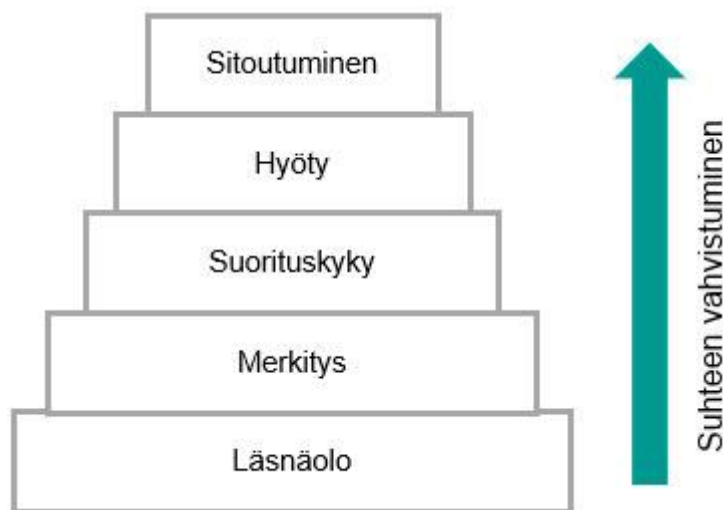 Sitoutuminen
Hyöty
Suorituskyky
Merkitys
Läsnäolo
Suhteen vahvistuminen